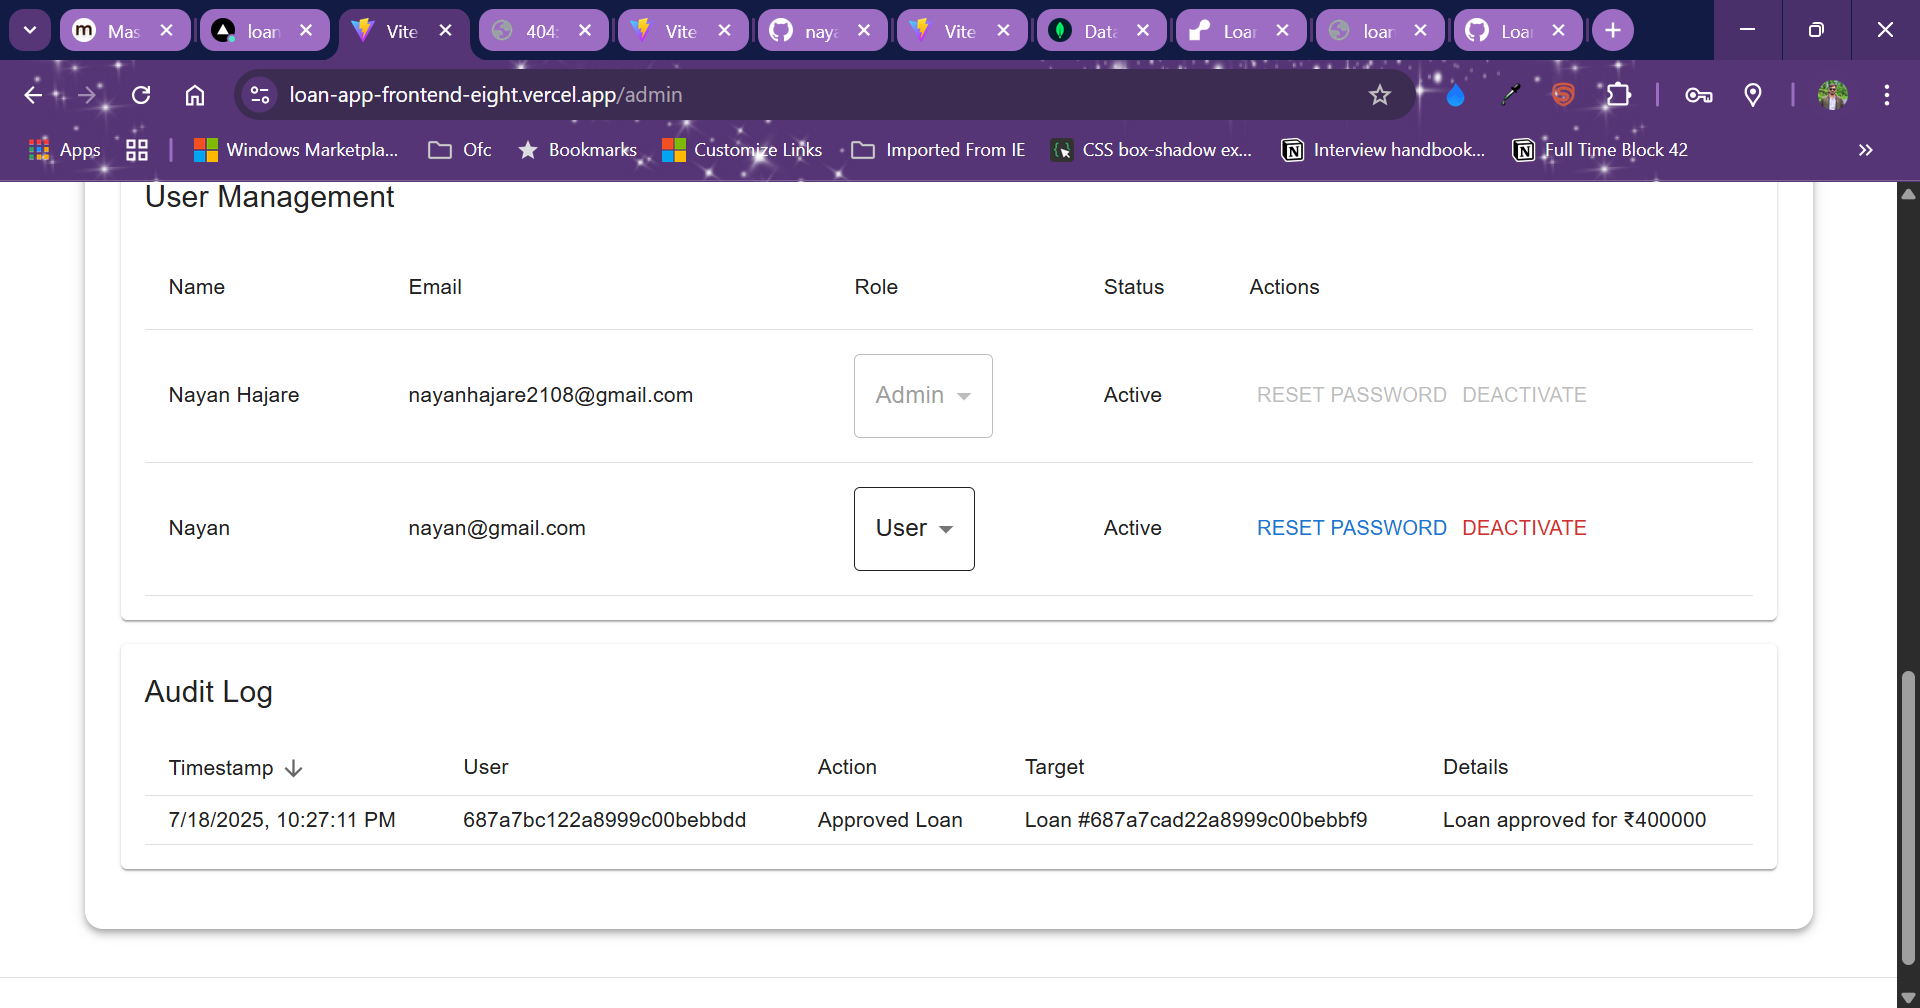 Mas
loan
Vite
404:
Vite
naya
Vite
Data
Loan
loan
Loan
loan-app-frontend-eight.vercel.app/admin
Apps
Windows Marketpla...
Ofc
Bookmarks
Customize Links
Imported From IE
CSS box-shadow ex...
Interview handbook...
Full Time Block 42
User Management
Name Email Role Status Actions
Nayan Hajare nayanhajare2108@gmail.com Admin Active RESET PASSWORD DEACTIVATE
Nayan nayan@gmail.com User Active RESET PASSWORD DEACTIVATE
Audit Log
Timestamp User Action Target Details
7/18/2025, 10:27:11 PM 687a7bc122a8999c00bebbdd Approved Loan Loan #687a7cad22a8999c00bebbf9 Loan approved for ₹400000